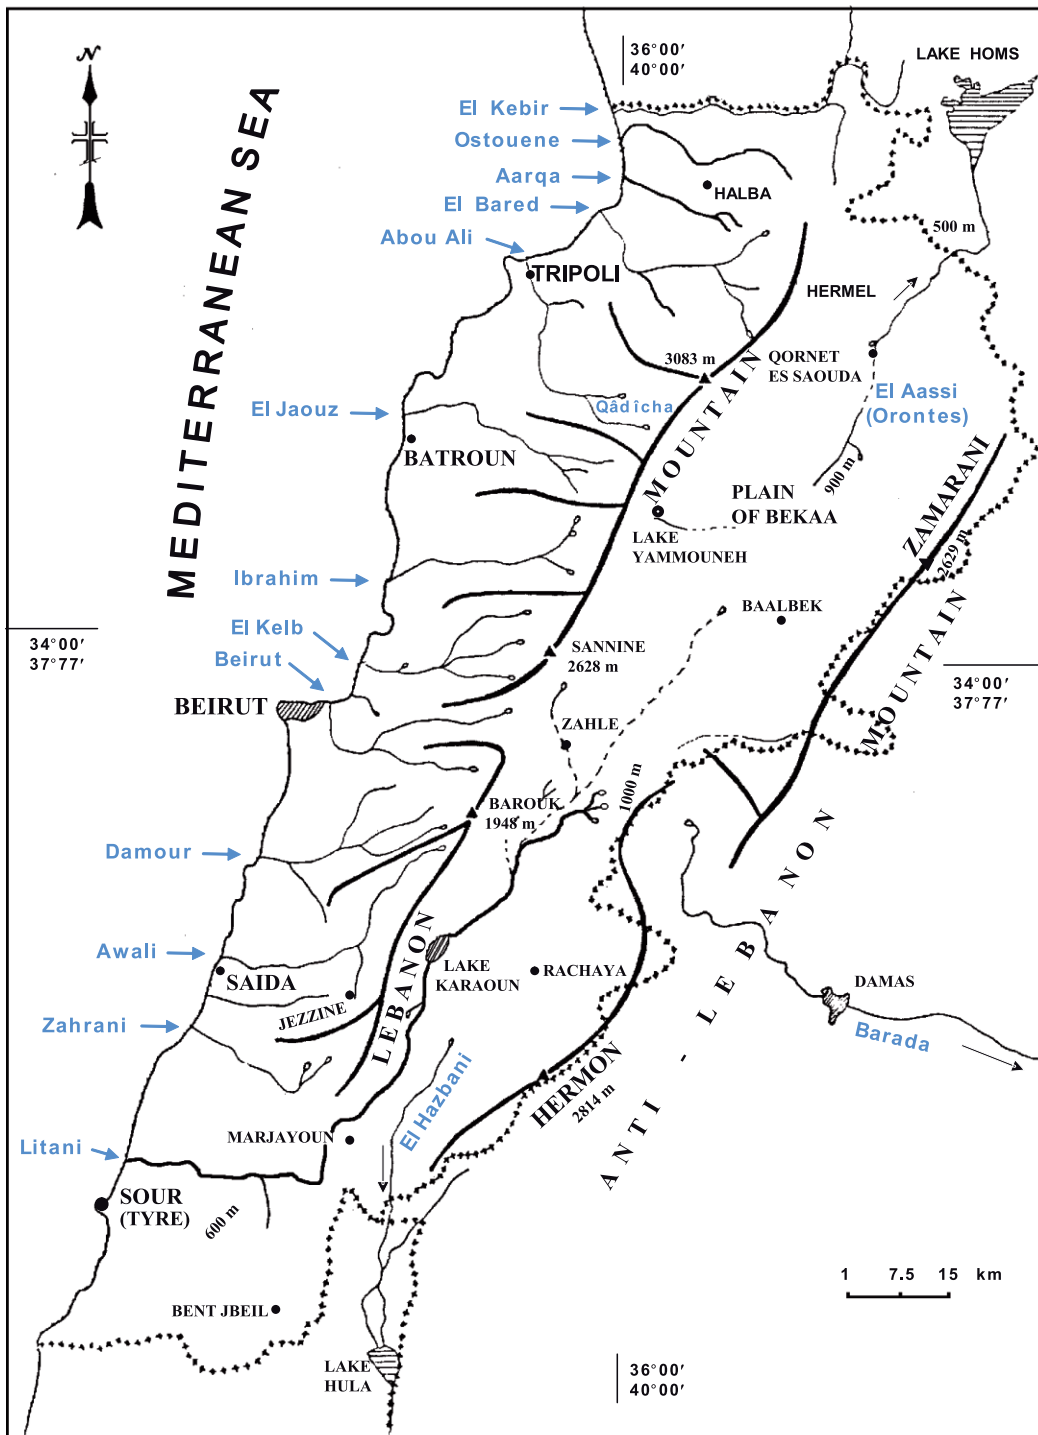 N
36°00′
40°00′
LAKE HOMS
El Kebir
Ostouene
Aarqa
HALBA
El Bared
500 m
Abou Ali
TRIPOLI
HERMEL
MEDITERRANEAN SEA
3083 m
QORNET
ES SAOUDA
El Aassi
(Orontes)
El Jaouz
Qâdîcha
BATROUN
MOUNTAIN
900 m
PLAIN
OF BEKAA
ZAMARANI
LAKE
YAMMOUNEH
2629 m
Ibrahim
BAALBEK
El Kelb
34°00′
37°77′
SANNINE
2628 m
Beirut
34°00′
37°77′
BEIRUT
MOUNTAIN
ZAHLE
1000 m
BAROUK
1948 m
Damour
Awali
LEBANON
SAIDA
LAKE
KARAOUN
RACHAYA
DAMAS
JEZZINE
Zahrani
Barada
ANTI - LEBANON
HERMON
2814 m
El Hazbani
MARJAYOUN
Litani
SOUR
(TYRE)
600 m
1 7.5 15 km
BENT JBEIL
LAKE
HULA
36°00′
40°00′